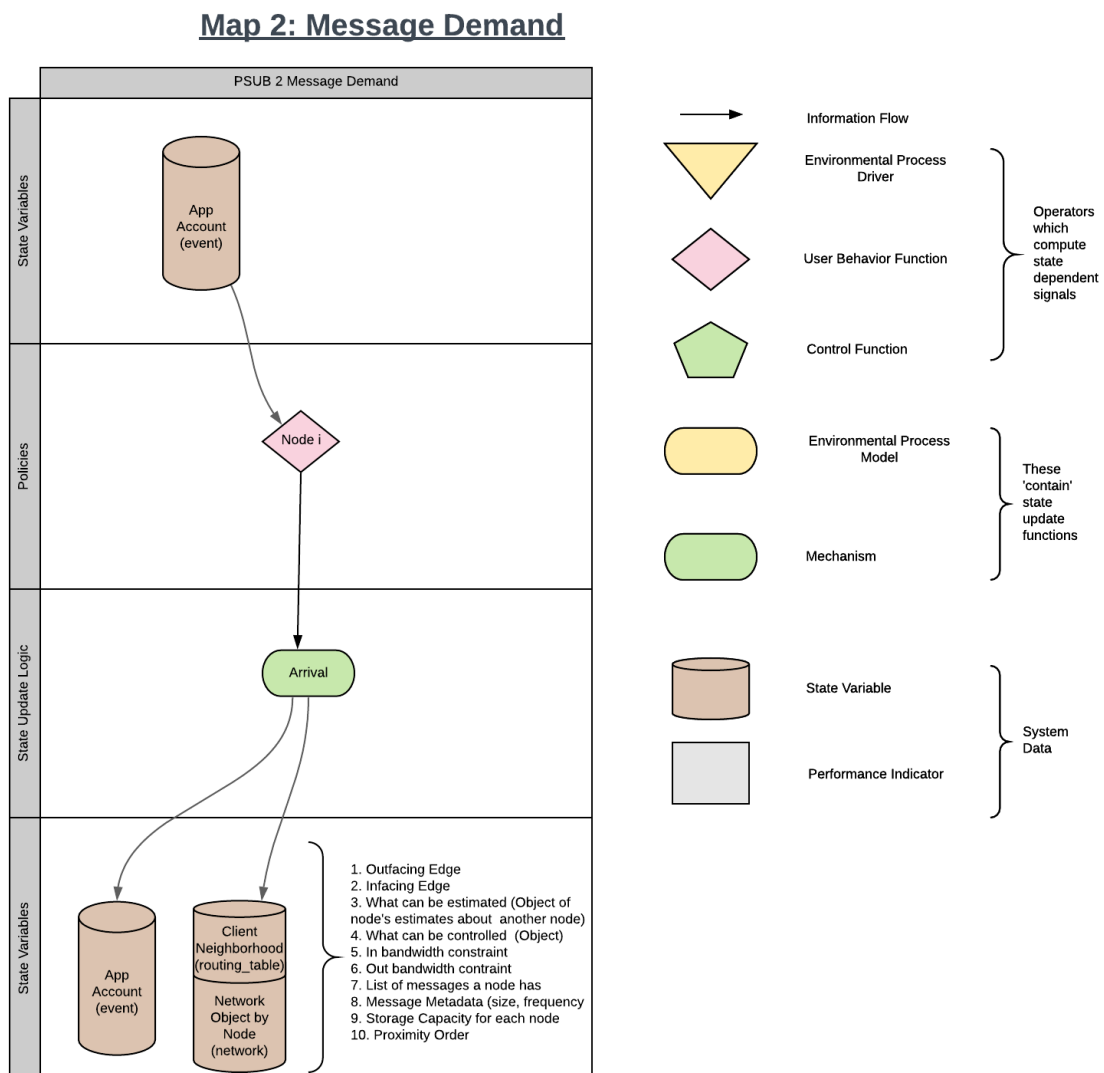 Map 2: Message Demand
PSUB 2 Message Demand
State Variables
App
Account
(event)
Policies
Node i
State Update Logic
Arrival
State Variables
App
Account
(event)
Client
Neighborhood
(routing_table)
Network
Object by
Node
(network)
1. Outfacing Edge
2. Infacing Edge
3. What can be estimated (Object of
node's estimates about another node)
4. What can be controlled (Object)
5. In bandwidth constraint
6. Out bandwidth contraint
7. List of messages a node has
8. Message Metadata (size, frequency
9. Storage Capacity for each node
10. Proximity Order
Information Flow
Environmental Process
Driver
User Behavior Function
Control Function
Operators
which
compute
state
dependent
signals
Environmental Process
Model
Mechanism
These
'contain'
state
update
functions
State Variable
Performance Indicator
System
Data